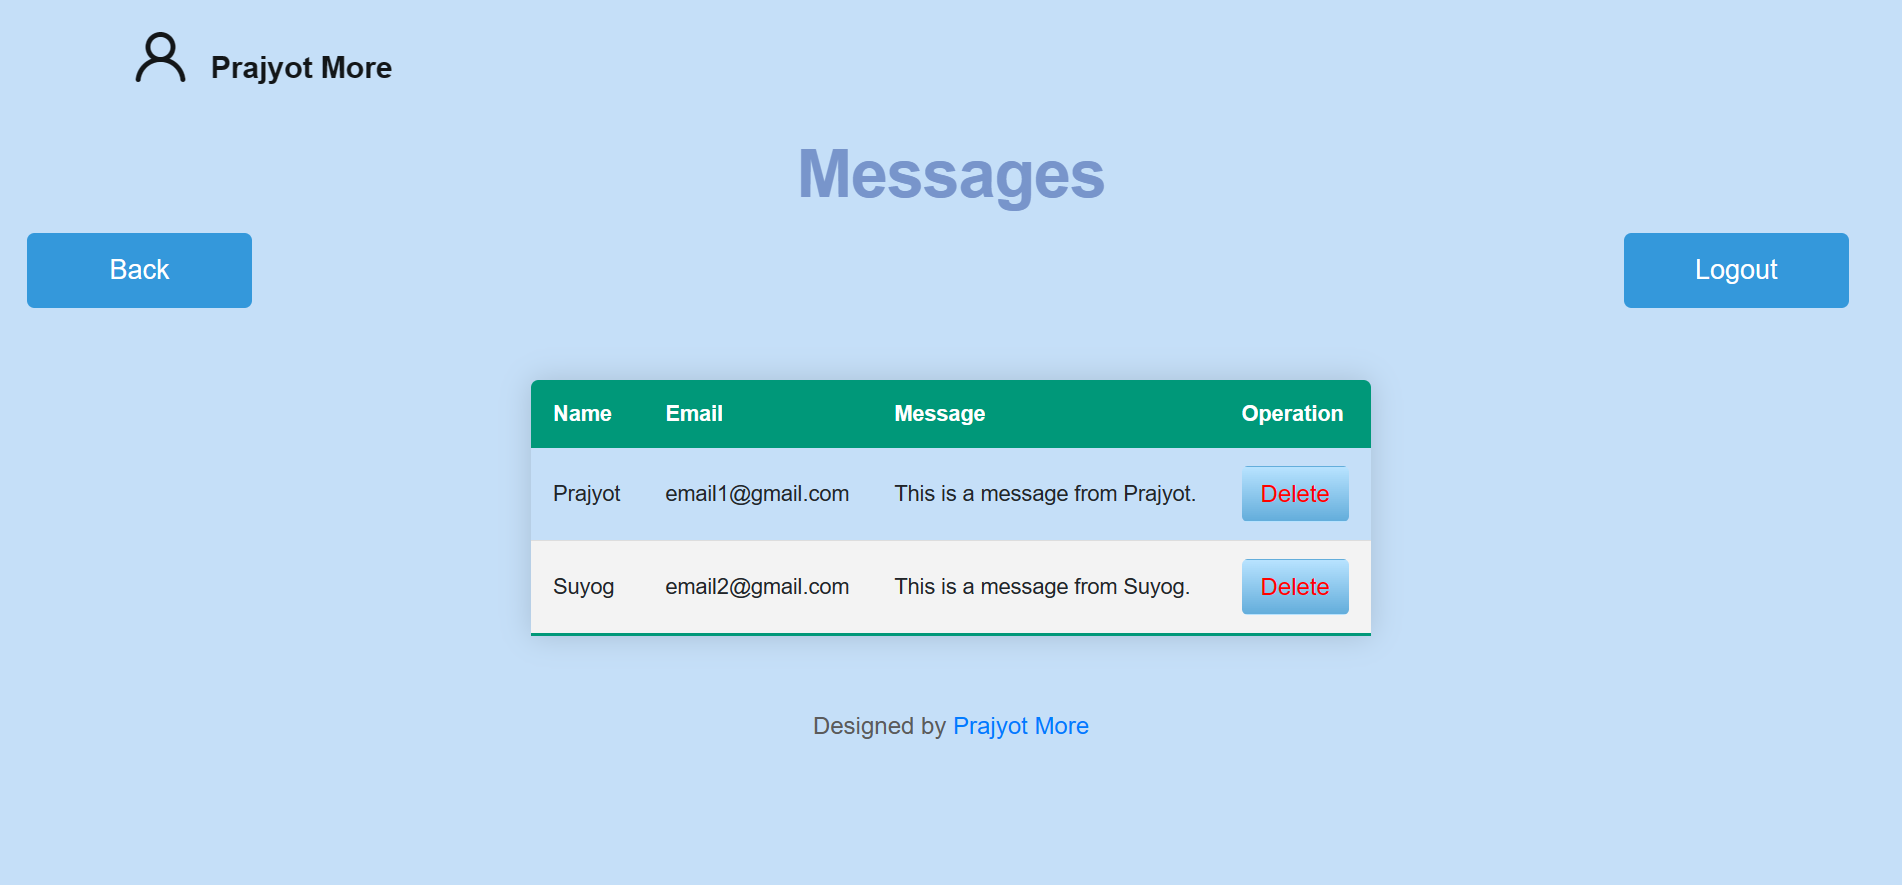 Prajyot More
Messages
Back
Logout
Name Email Message Operation
Prajyot email1@gmail.com This is a message from Prajyot. Delete
Suyog email2@gmail.com This is a message from Suyog. Delete
Designed by Prajyot More